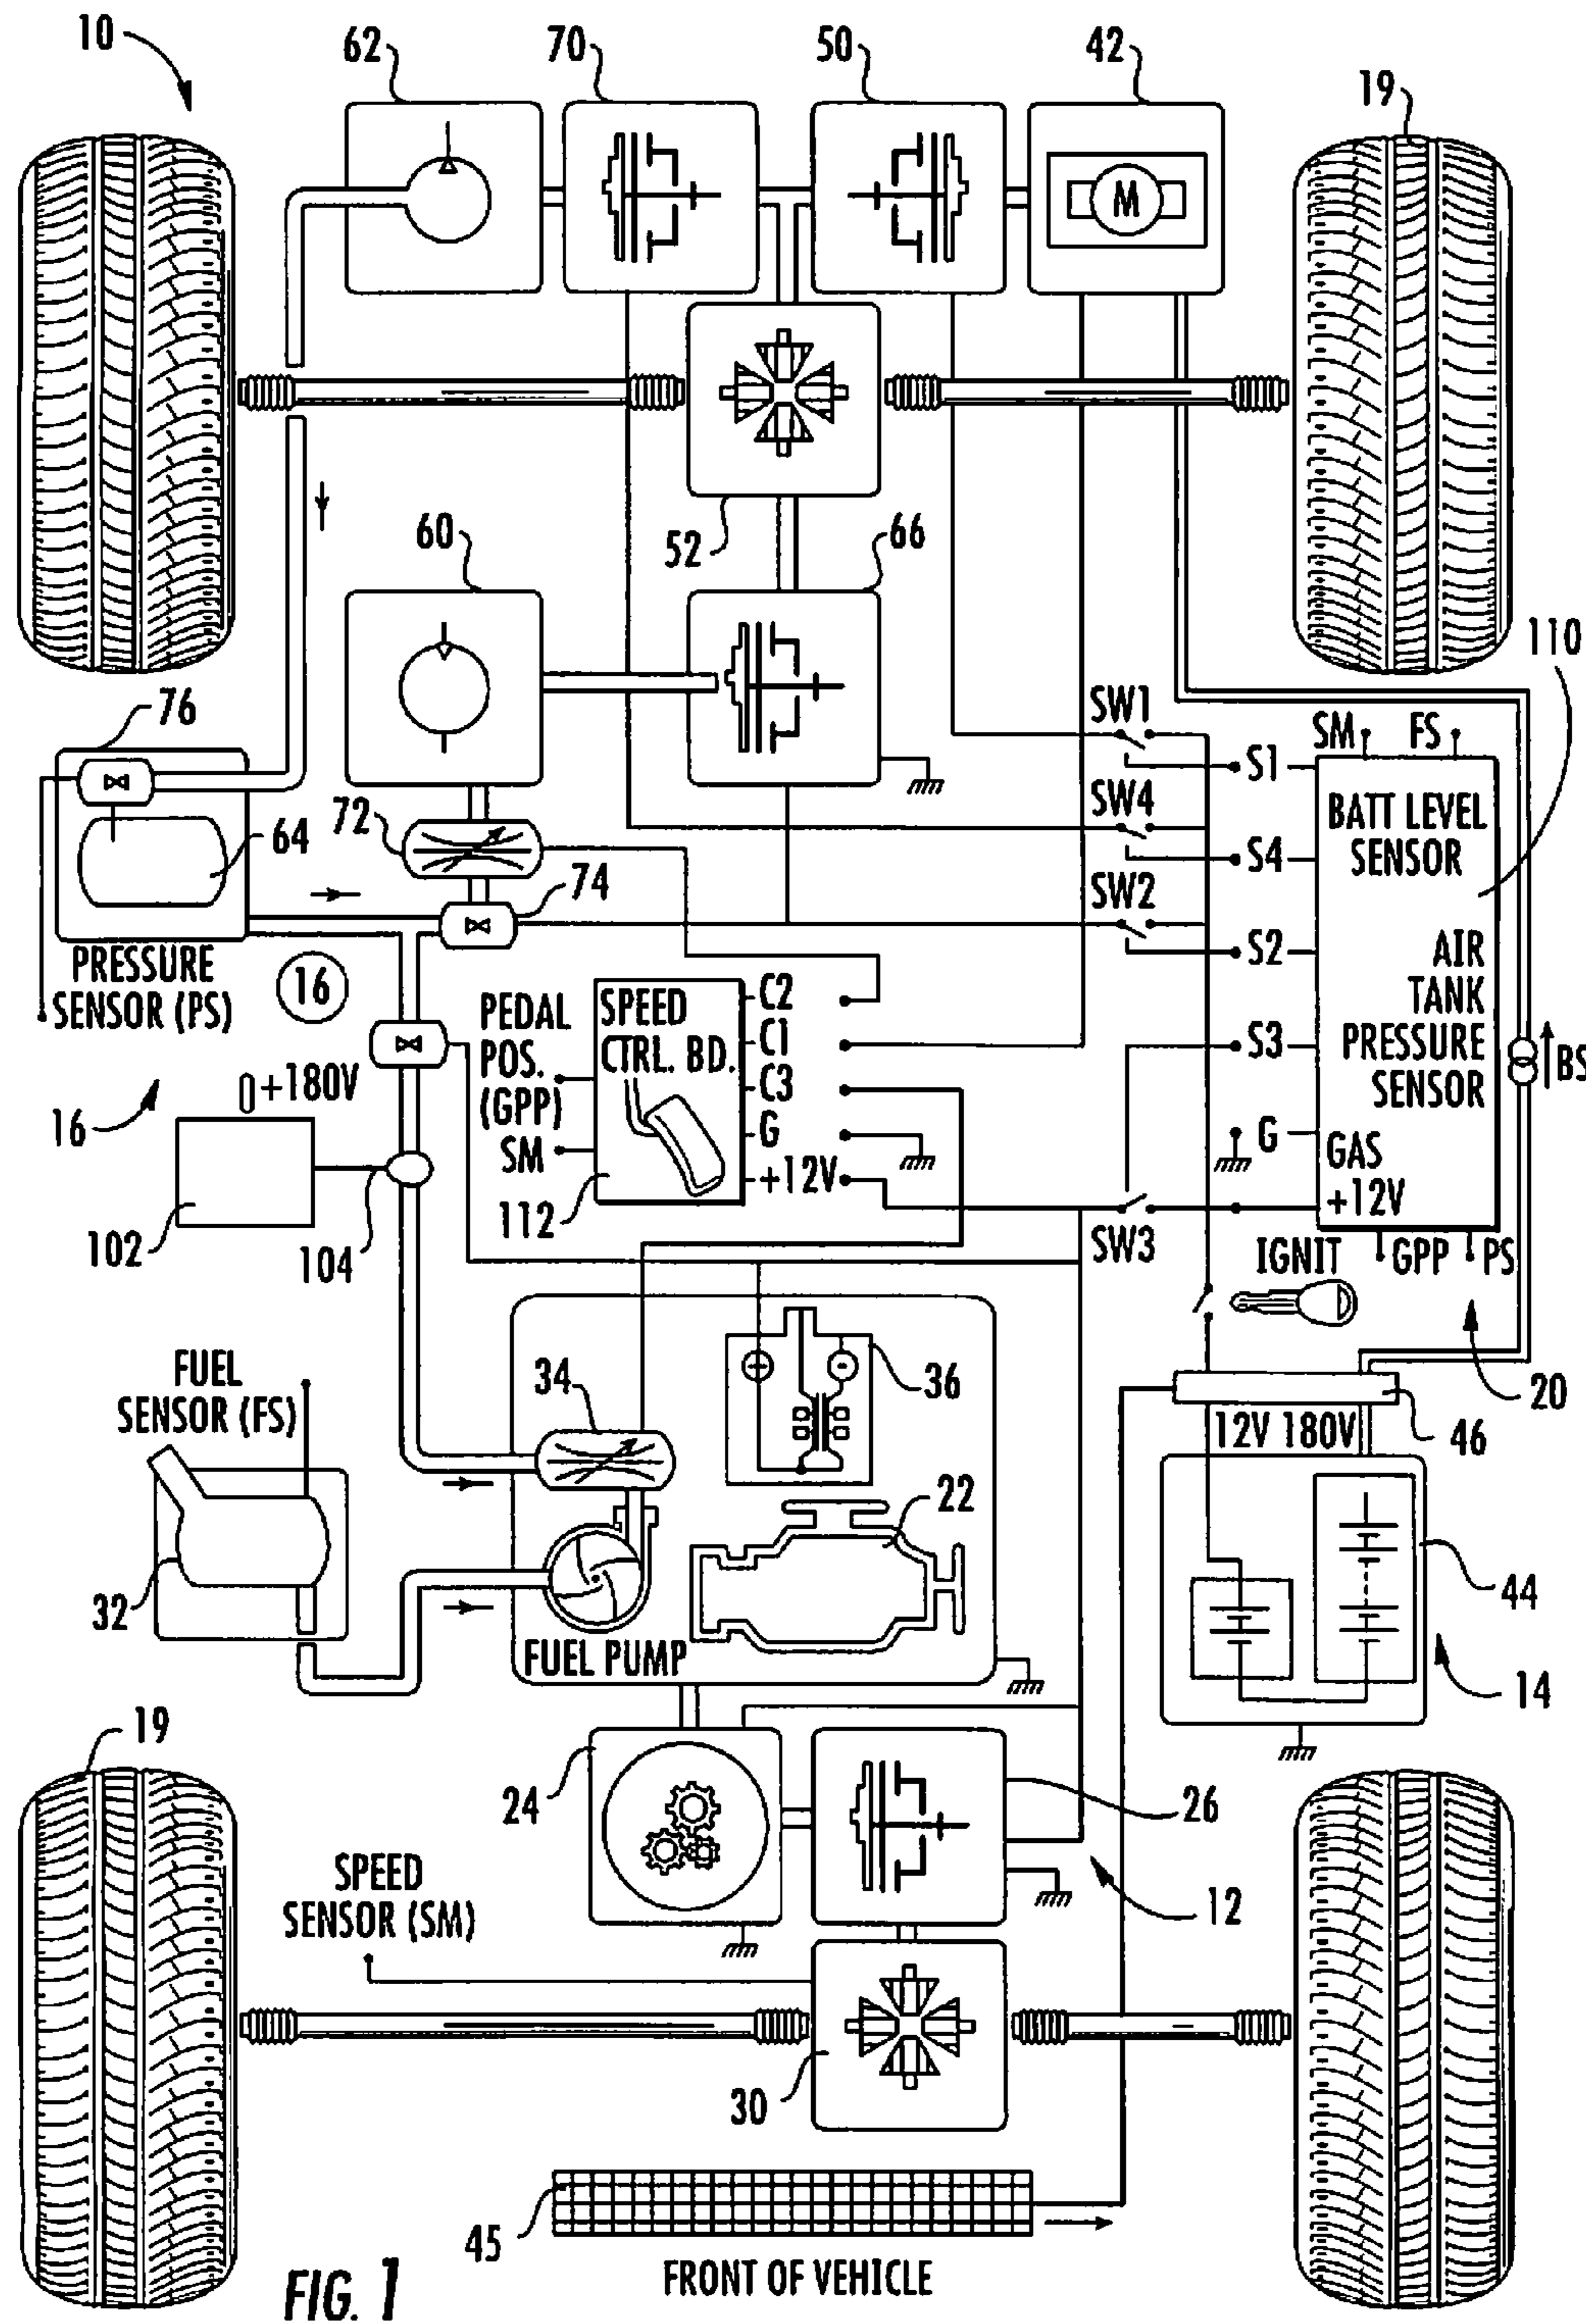 10
62
70
50
42
19
M
52
60
66
110
76
SW1
SM
FS
S1
64
72
74
SW4
BATT LEVEL
SENSOR
S4
SW2
S2
AIR
TANK
PRESSURE
SENSOR
PRESSURE
SENSOR (PS)
16
PEDAL
POS.
(GPP)
SM
SPEED
CTRL. BD.
C2
C1
C3
G
+12V
S3
BS
+180V
16
G
GAS
+12V
102
104
112
SW3
IGNIT
GPP
PS
20
FUEL
SENSOR (FS)
34
36
12V 180V
46
22
32
44
FUEL PUMP
14
19
24
26
SPEED
SENSOR (SM)
12
30
45
FRONT OF VEHICLE
FIG. 1